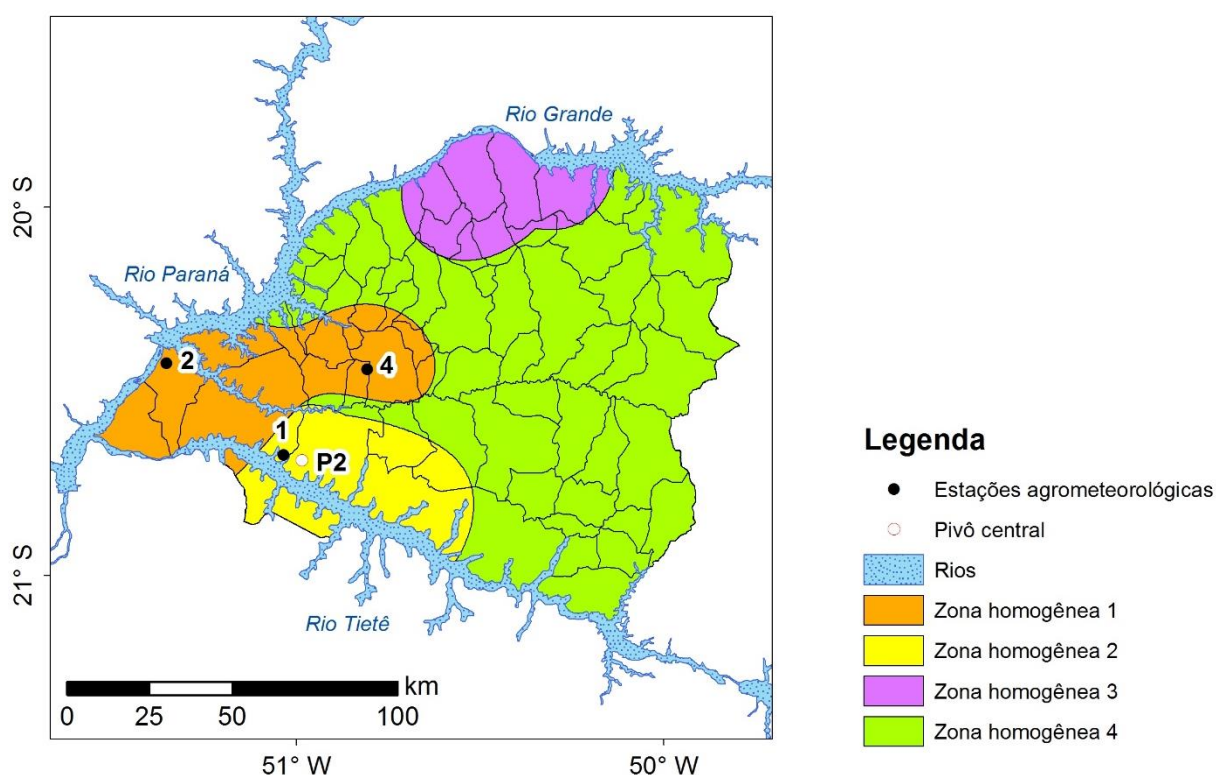 Rio Grande
20° S
Rio Paraná
2
4
1
P2
21° S
Rio Tietê
km
0 25 50 100
51° W 50° W
Legenda
Estações agrometeorológicas
Pivô central
Rios
Zona homogênea 1
Zona homogênea 2
Zona homogênea 3
Zona homogênea 4